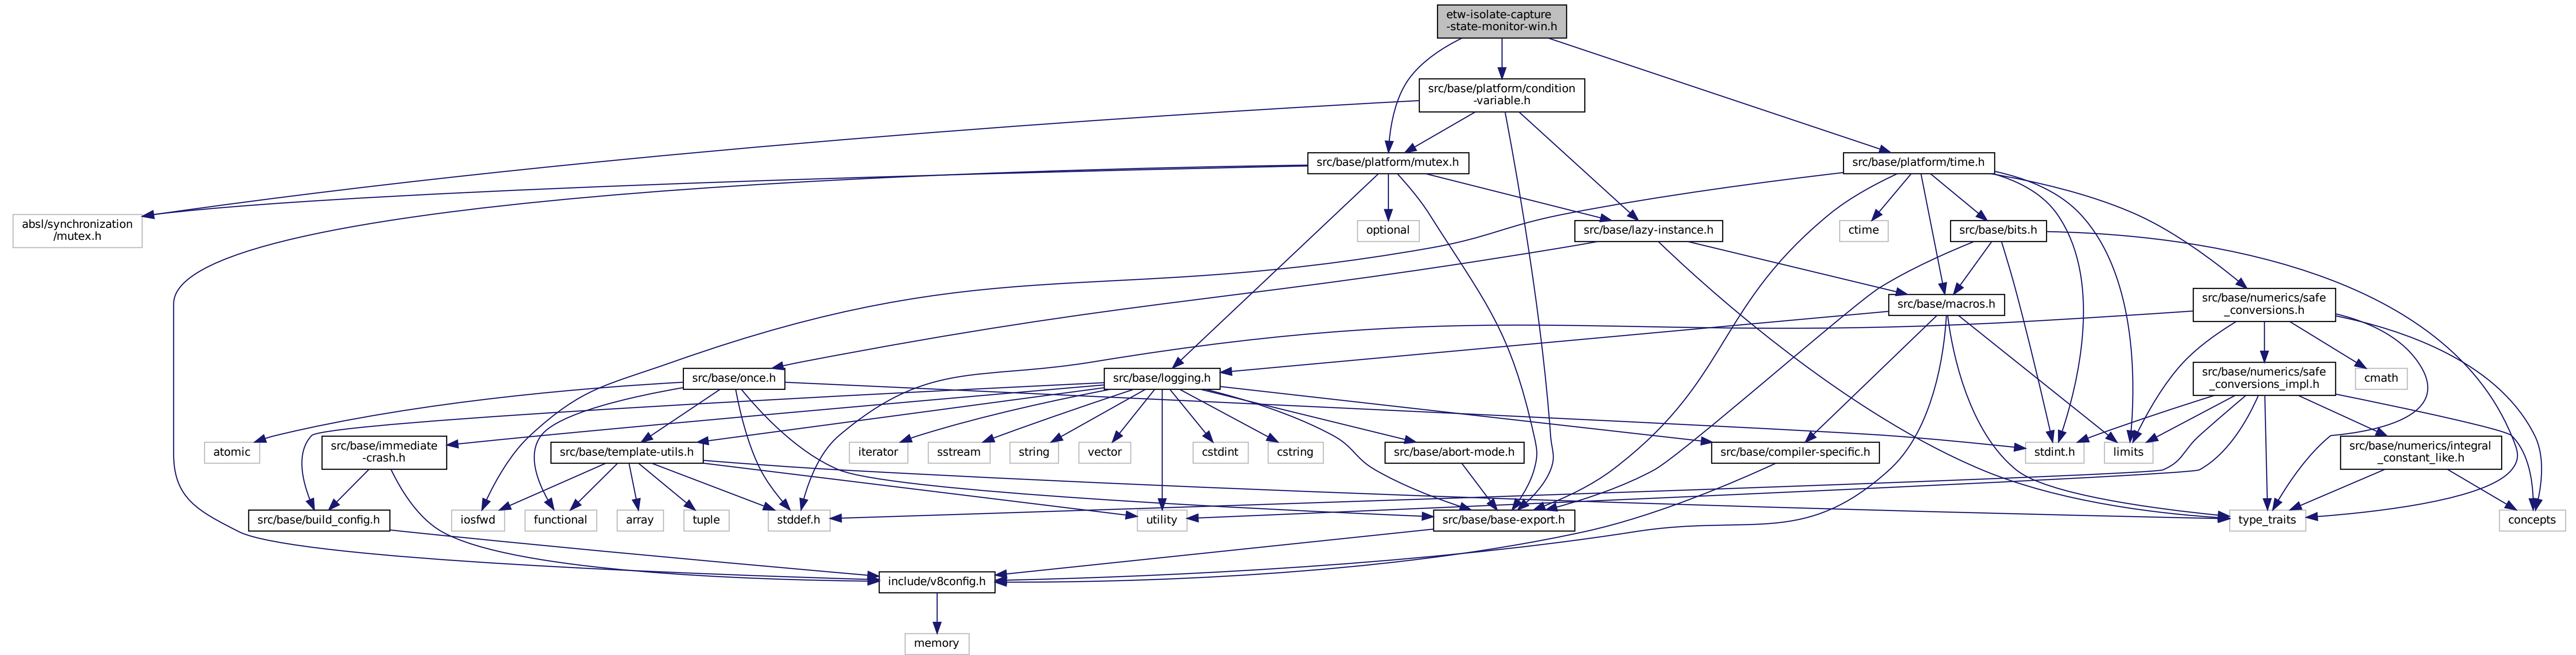 etw-isolate-capture
-state-monitor-win.h
src/base/platform/condition
-variable.h
src/base/platform/mutex.h
src/base/platform/time.h
absl/synchronization
/mutex.h
optional
src/base/lazy-instance.h
ctime
src/base/bits.h
src/base/macros.h
src/base/numerics/safe
_conversions.h
src/base/once.h
src/base/logging.h
src/base/numerics/safe
_conversions_impl.h
cmath
atomic
src/base/immediate
-crash.h
src/base/template-utils.h
iterator
sstream
string
vector
cstdint
cstring
src/base/abort-mode.h
src/base/compiler-specific.h
stdint.h
limits
src/base/numerics/integral
_constant_like.h
src/base/build_config.h
iosfwd
functional
array
tuple
stddef.h
utility
src/base/base-export.h
type_traits
concepts
include/v8config.h
memory